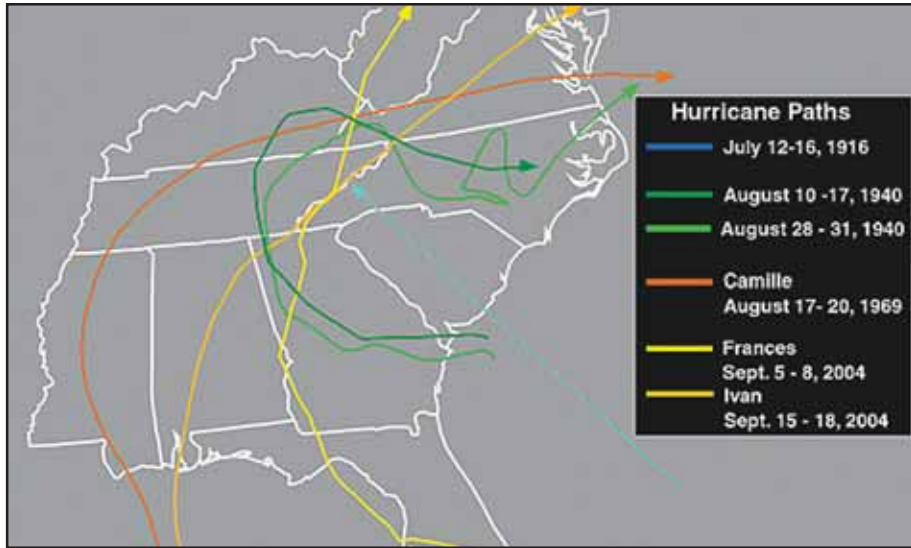 Hurricane Paths
July 12-16, 1916
August 10 -17, 1940
August 28 - 31, 1940
Camille
August 17- 20, 1969
Frances
Sept. 5 - 8, 2004
Ivan
Sept. 15 - 18, 2004